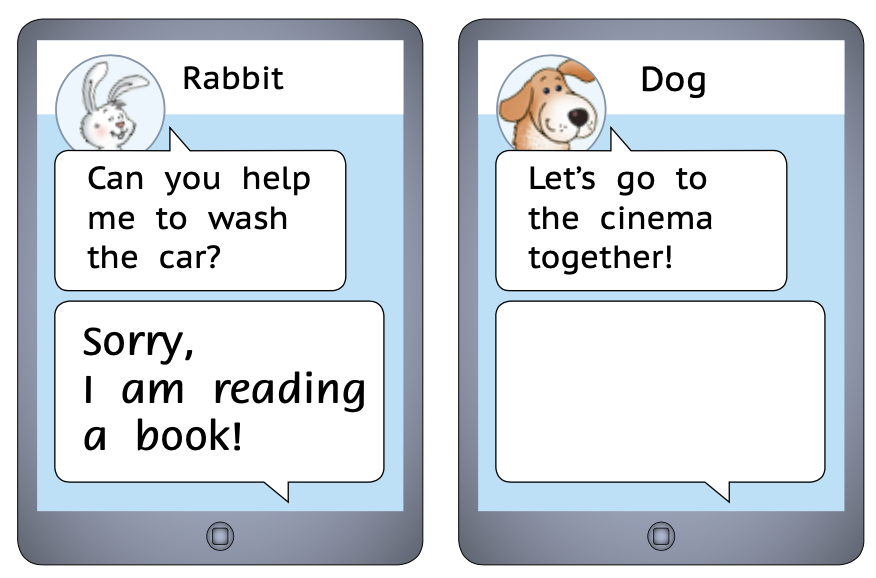 Rabbit
Can you help
me to wash
the car?
Sorry,
I am reading
a book!
Dog
Let's go to
the cinema
together!